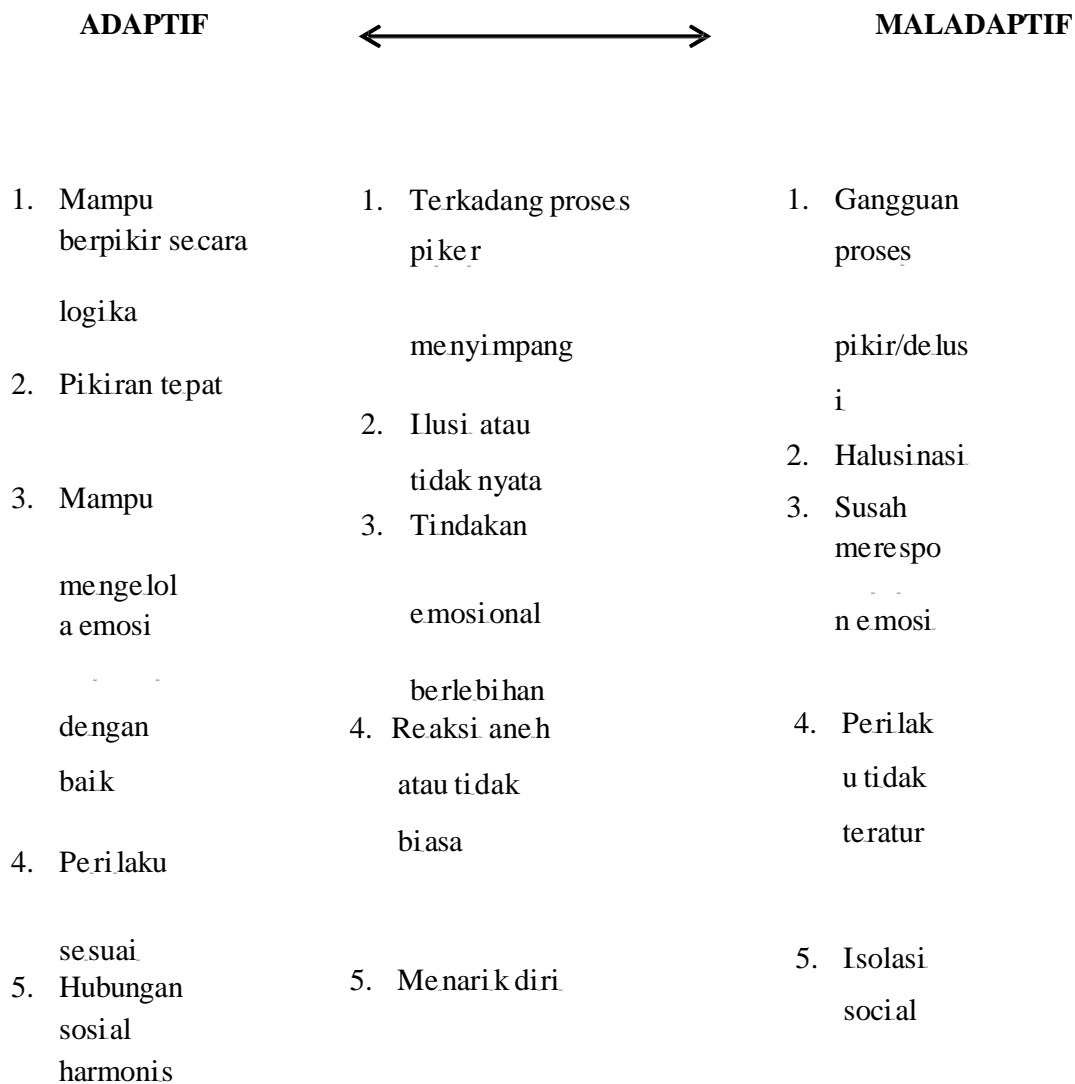 ADAPTIF
MALADAPTIF
1. Mampu
berpikir secara
logika
2. Pikiran tepat
3. Mampu
mengelol
a emosi
dengan
baik
4. Perilaku
sesuai
5. Hubungan
sosial
harmonis
1. Terkadang proses
piker
menyimpang
2. Ilusi atau
tidak nyata
3. Tindakan
emosional
berlebihan
4. Reaksi aneh
atau tidak
biasa
5. Menarik diri
1. Gangguan
proses
pikir/delus
i
2. Halusinasi
3. Susah
merespo
n emosi
4. Perilak
u tidak
teratur
5. Isolasi
social